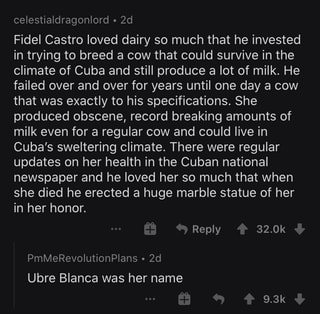 celestialdragonlord • 2d
Fidel Castro loved dairy so much that he invested
in trying to breed a cow that could survive in the
climate of Cuba and still produce a lot of milk. He
failed over and over for years until one day a cow
that was exactly to his specifications. She
produced obscene, record breaking amounts of
milk even for a regular cow and could live in
Cuba's sweltering climate. There were regular
updates on her health in the Cuban national
newspaper and he loved her so much that when
she died he erected a huge marble statue of her
in her honor.
... Reply 32.0k
PmMeRevolutionPlans • 2d
Ubre Blanca was her name
... 9.3k